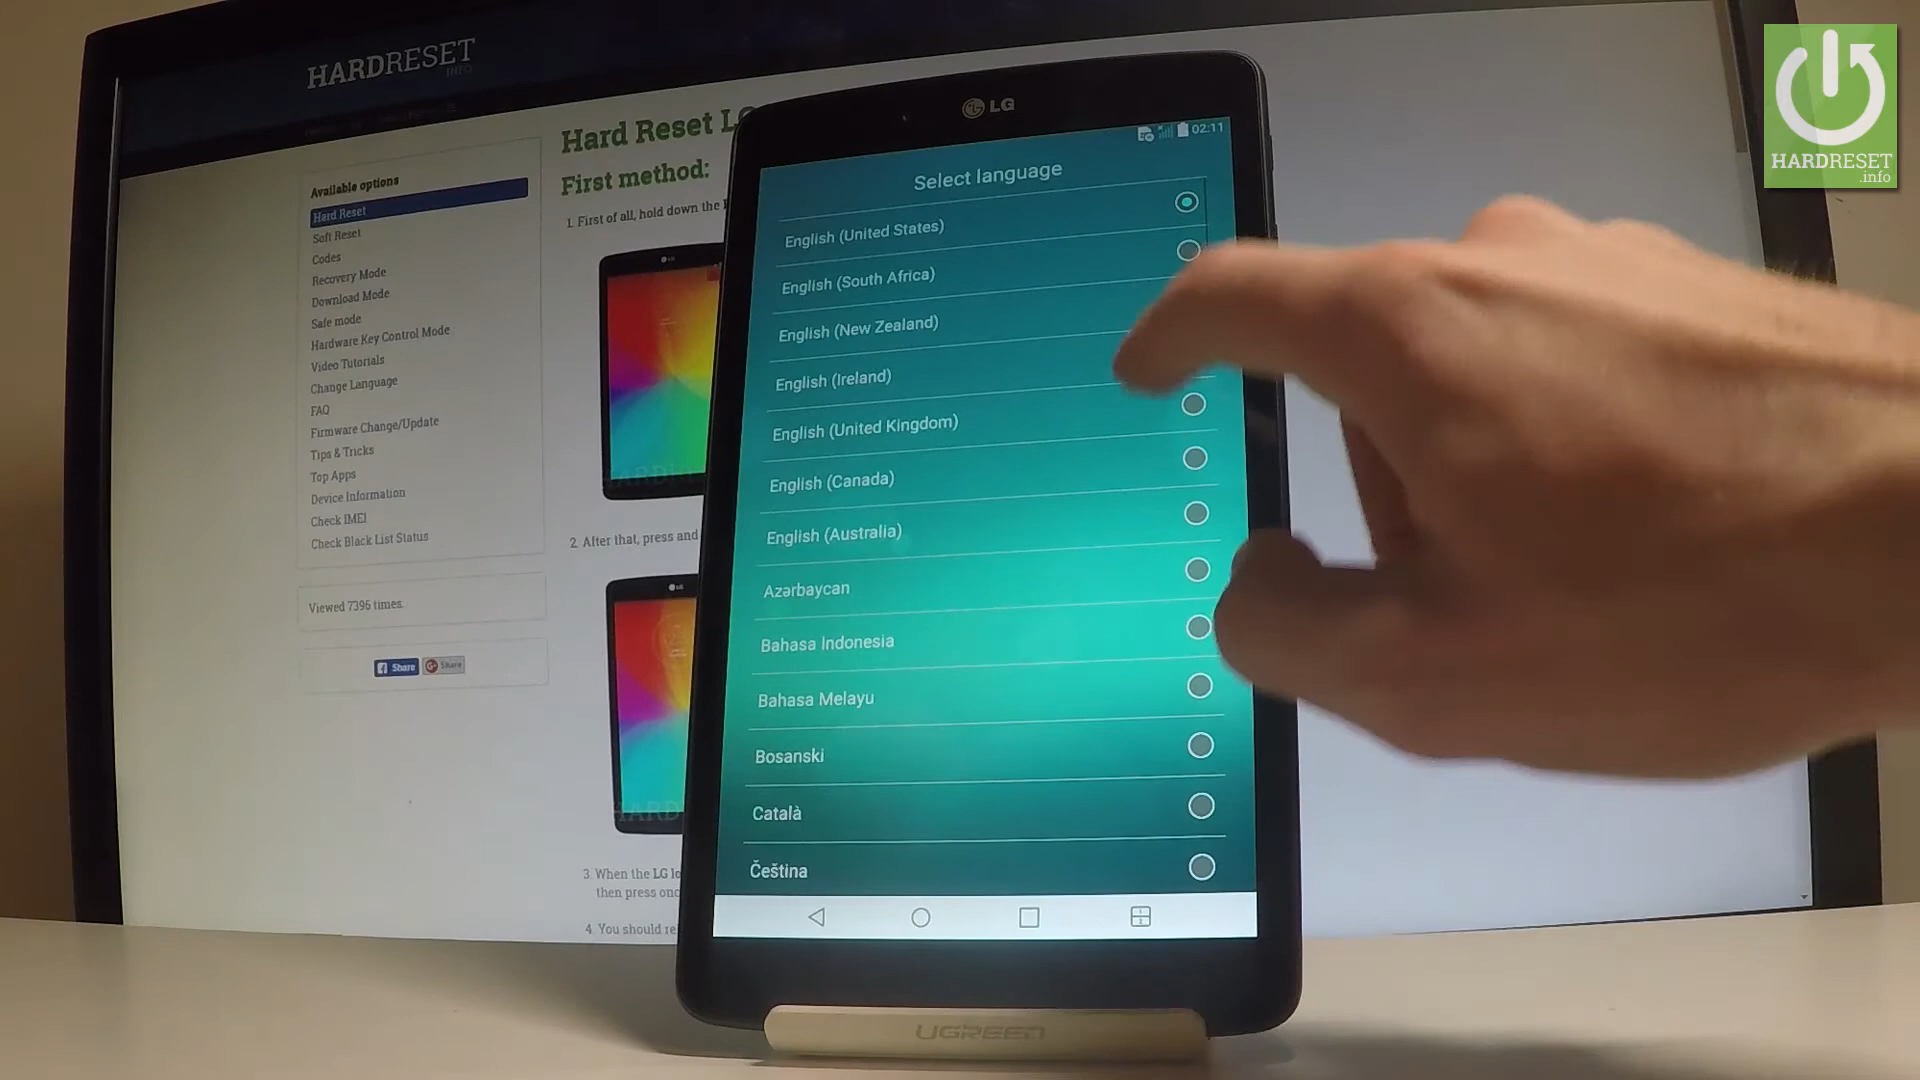 HARDRESET
INFO
Available options
Hard Reset
Soft Reset
Codes
Recovery Mode
Download Mode
Safe mode
Hardware Key Control Mode
Video Tutorials
Change Language
FAQ
Firmware Change/Update
Tips & Tricks
Top Apps
Device Information
Check IMEI
Check Black List Status
Viewed 7395 times.
Share
Share
Hard Reset LG
First method:
1. First of all, hold down the
2. After that, press and
3. When the LG lo
then press onc
4. You should re
LG
02:11
Select language
English (United States)
English (South Africa)
English (New Zealand)
English (Ireland)
English (United Kingdom)
English (Canada)
English (Australia)
Azərbaycan
Bahasa Indonesia
Bahasa Melayu
Bosanski
Català
Čeština
UGREEN
HARDRESET
.info